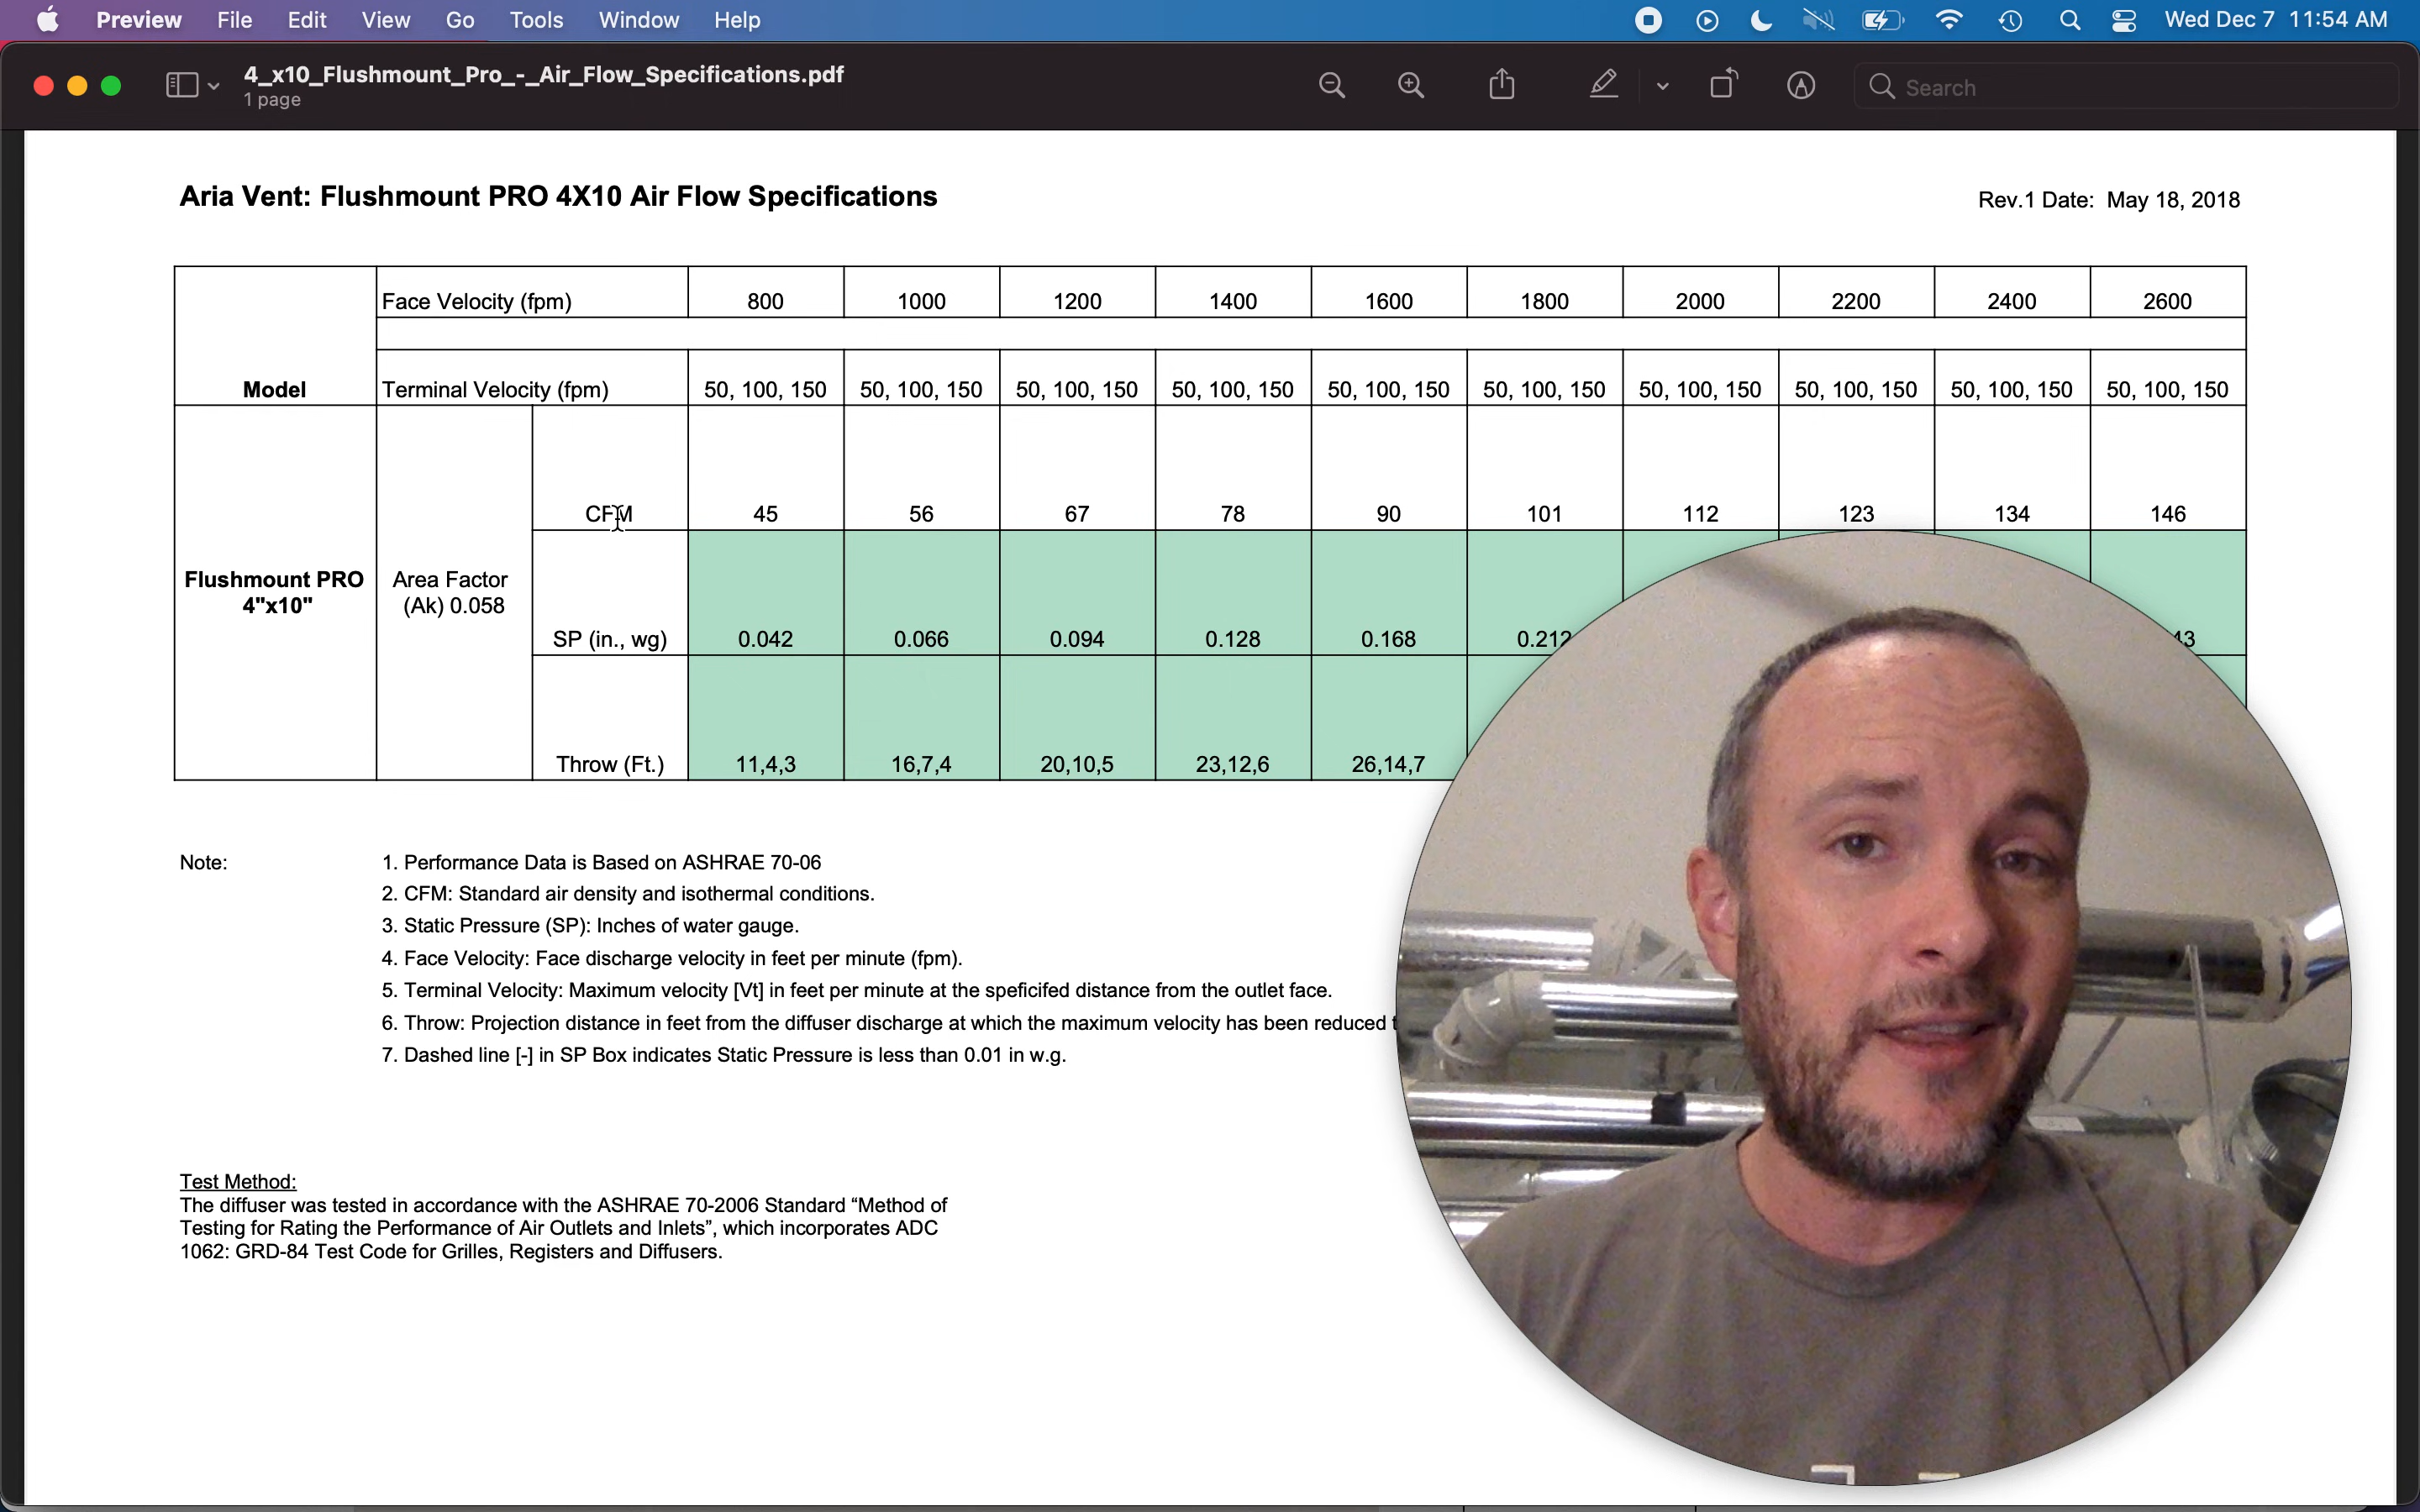 Preview File Edit View Go Tools Window Help Wed Dec 7 11:54 AM
4_x10_Flushmount_Pro_-_Air_Flow_Specifications.pdf
1 page
Search
Aria Vent: Flushmount PRO 4X10 Air Flow Specifications
Rev.1 Date: May 18, 2018
Face Velocity (fpm) 800 1000 1200 1400 1600 1800 2000 2200 2400 2600
Model Terminal Velocity (fpm) 50, 100, 150 50, 100, 150 50, 100, 150 50, 100, 150 50, 100, 150 50, 100, 150 50, 100, 150 50, 100, 150 50, 100, 150 50, 100, 150
CFM 45 56 67 78 90 101 112 123 134 146
Flushmount PRO
4"x10"
Area Factor
(Ak) 0.058
SP (in., wg) 0.042 0.066 0.094 0.128 0.168 0.212
Throw (Ft.) 11,4,3 16,7,4 20,10,5 23,12,6 26,14,7
Note: 1. Performance Data is Based on ASHRAE 70-06
2. CFM: Standard air density and isothermal conditions.
3. Static Pressure (SP): Inches of water gauge.
4. Face Velocity: Face discharge velocity in feet per minute (fpm).
5. Terminal Velocity: Maximum velocity [Vt] in feet per minute at the speficifed distance from the outlet face.
6. Throw: Projection distance in feet from the diffuser discharge at which the maximum velocity has been reduced
7. Dashed line [-] in SP Box indicates Static Pressure is less than 0.01 in w.g.
Test Method:
The diffuser was tested in accordance with the ASHRAE 70-2006 Standard “Method of
Testing for Rating the Performance of Air Outlets and Inlets”, which incorporates ADC
1062: GRD-84 Test Code for Grilles, Registers and Diffusers.